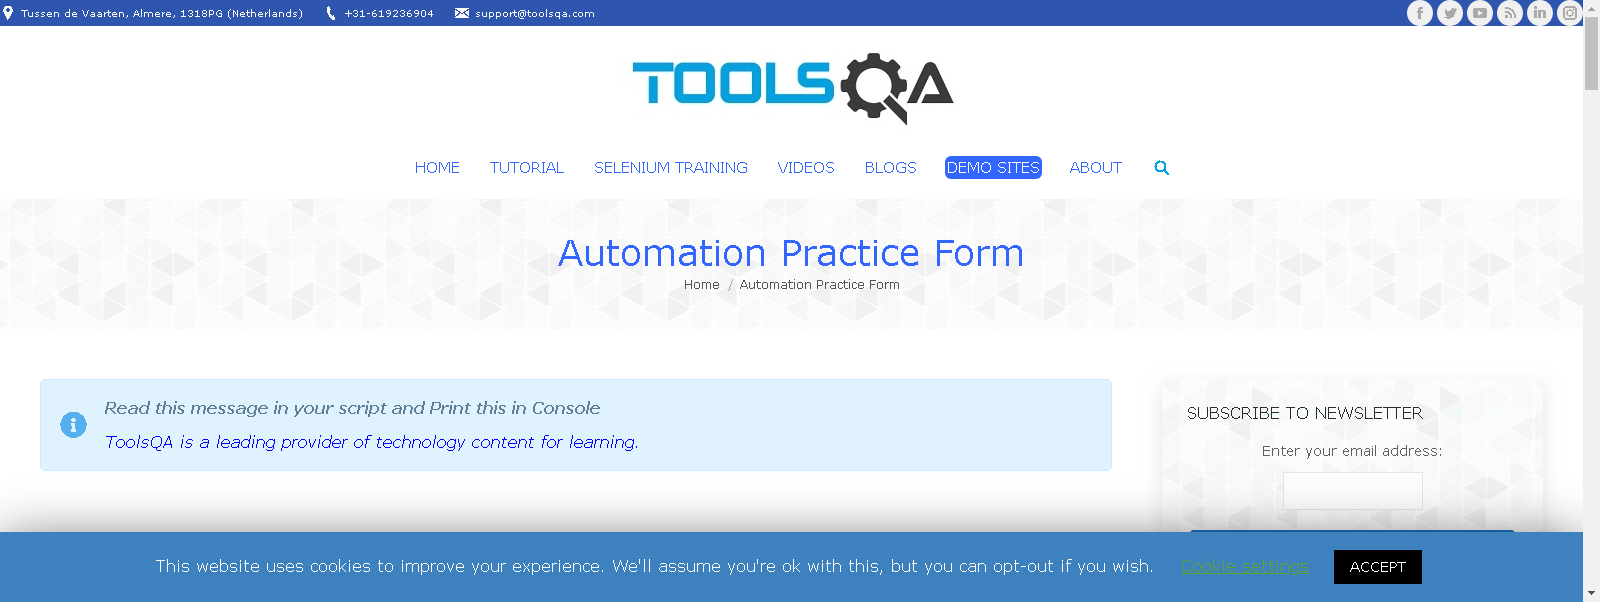 Tussen de Vaarten, Almere, 1318PG (Netherlands) +31-619236904 support@toolsqa.com
TOOLSQA
HOME TUTORIAL SELENIUM TRAINING VIDEOS BLOGS DEMO SITES ABOUT
Automation Practice Form
Home / Automation Practice Form
Read this message in your script and Print this in Console
ToolsQA is a leading provider of technology content for learning.
SUBSCRIBE TO NEWSLETTER
Enter your email address:
This website uses cookies to improve your experience. We'll assume you're ok with this, but you can opt-out if you wish. Cookie settings ACCEPT